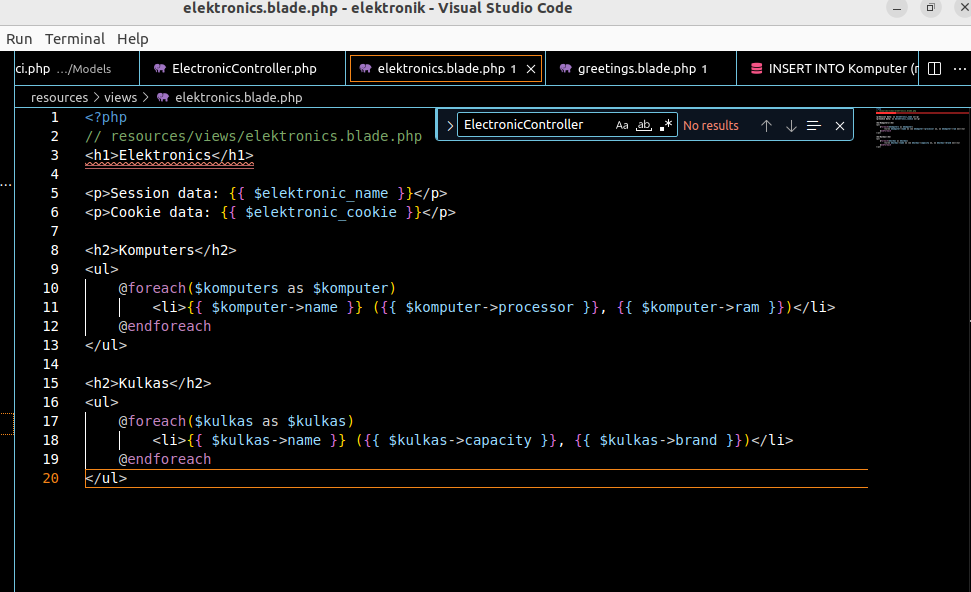 elektronics.blade.php - elektronik - Visual Studio Code
Run Terminal Help
ci.php .../Models ElectronicController.php elektronics.blade.php 1 greetings.blade.php 1 INSERT INTO Komputer (
resources > views > elektronics.blade.php
ElectronicController Aa ab .* No results
1 <?php
2 // resources/views/elektronics.blade.php
3 <h1>Elektronics</h1>
4
5 <p>Session data: {{ $elektronic_name }}</p>
6 <p>Cookie data: {{ $elektronic_cookie }}</p>
7
8 <h2>Komputers</h2>
9 <ul>
10 @foreach($komputers as $komputer)
11 <li>{{ $komputer->name }} ({{ $komputer->processor }}, {{ $komputer->ram }})</li>
12 @endforeach
13 </ul>
14
15 <h2>Kulkas</h2>
16 <ul>
17 @foreach($kulkas as $kulkas)
18 <li>{{ $kulkas->name }} ({{ $kulkas->capacity }}, {{ $kulkas->brand }})</li>
19 @endforeach
20 </ul>